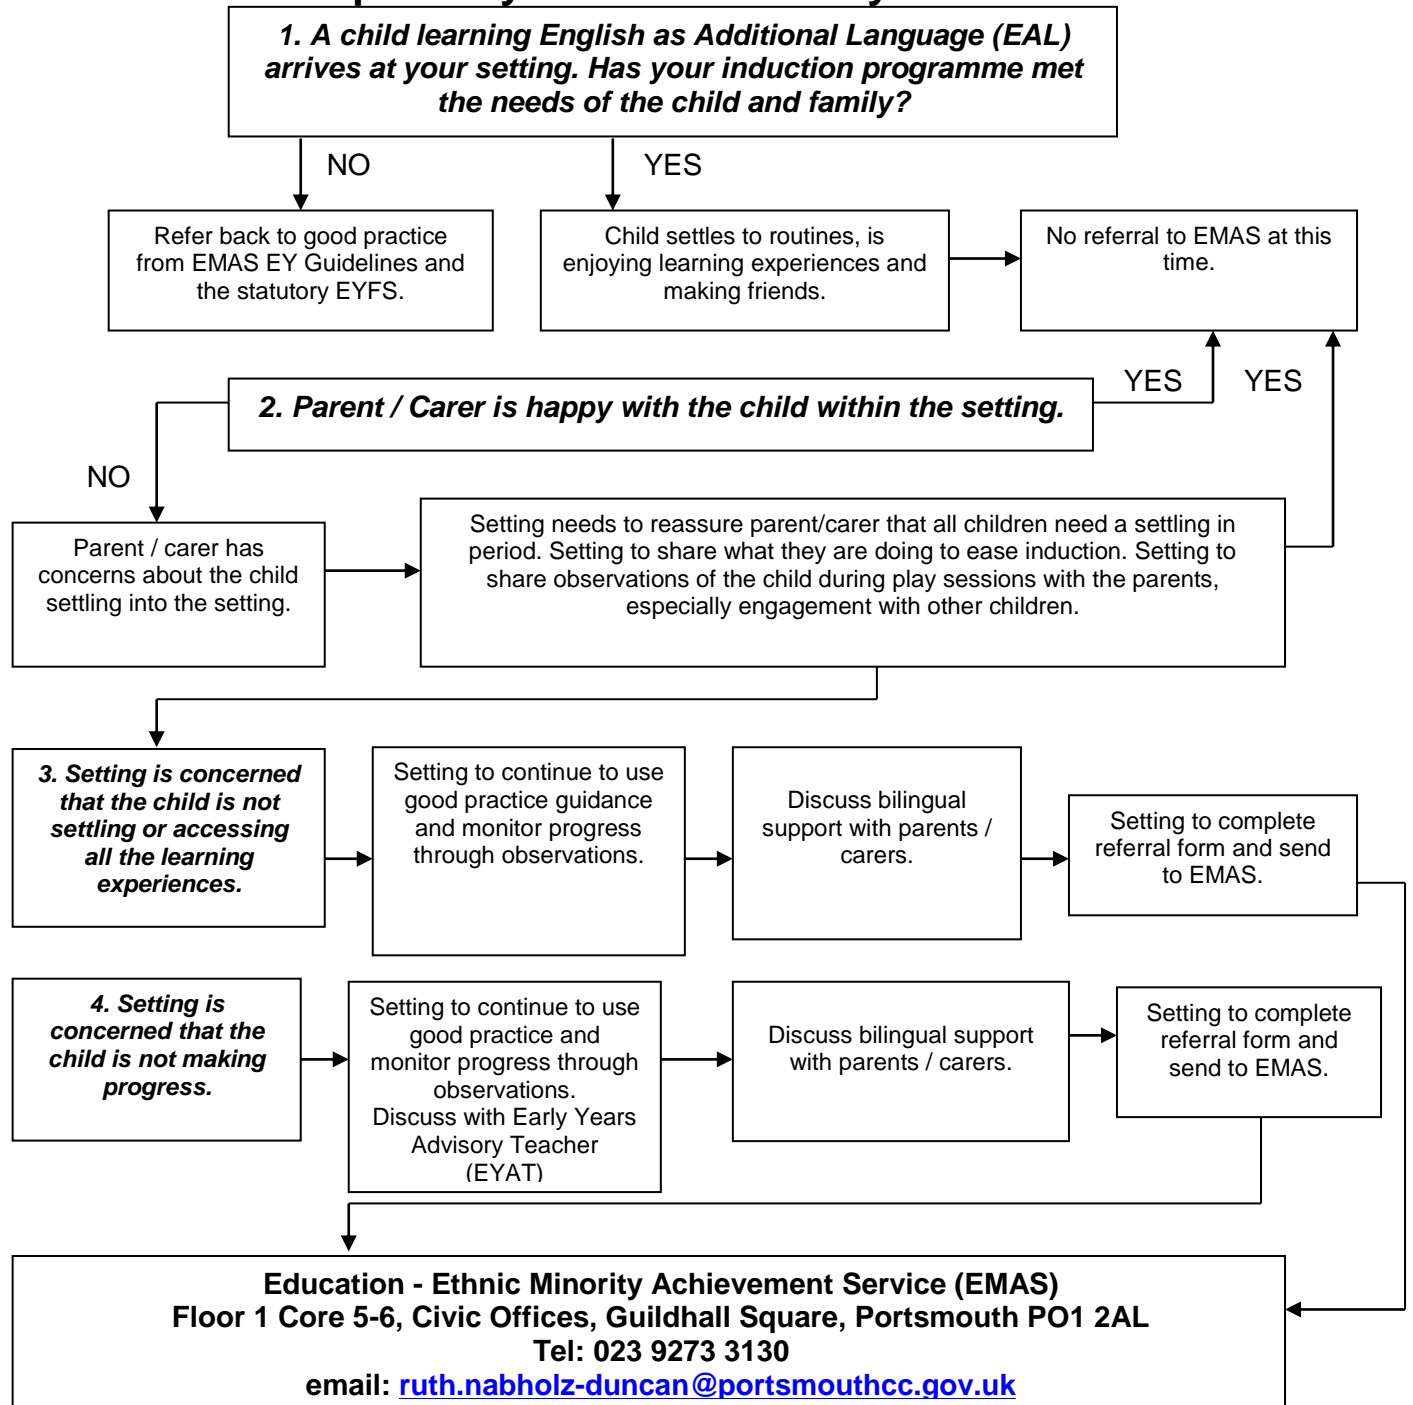 1. A child learning English as Additional Language (EAL)
arrives at your setting. Has your induction programme met
the needs of the child and family?
NO
YES
Refer back to good practice
from EMAS EY Guidelines and
the statutory EYFS.
Child settles to routines, is
enjoying learning experiences and
making friends.
No referral to EMAS at this
time.
YES
YES
2. Parent / Carer is happy with the child within the setting.
NO
Parent / carer has
concerns about the child
settling into the setting.
Setting needs to reassure parent/carer that all children need a settling in
period. Setting to share what they are doing to ease induction. Setting to
share observations of the child during play sessions with the parents,
especially engagement with other children.
3. Setting is concerned
that the child is not
settling or accessing
all the learning
experiences.
Setting to continue to use
good practice guidance
and monitor progress
through observations.
Discuss bilingual
support with parents /
carers.
Setting to complete
referral form and send
to EMAS.
4. Setting is
concerned that the
child is not making
progress.
Setting to continue to use
good practice and
monitor progress through
observations.
Discuss with Early Years
Advisory Teacher
(EYAT)
Discuss bilingual support
with parents / carers.
Setting to complete
referral form and
send to EMAS.
Education - Ethnic Minority Achievement Service (EMAS)
Floor 1 Core 5-6, Civic Offices, Guildhall Square, Portsmouth PO1 2AL
Tel: 023 9273 3130
email: ruth.nabholz-duncan@portsmouthcc.gov.uk